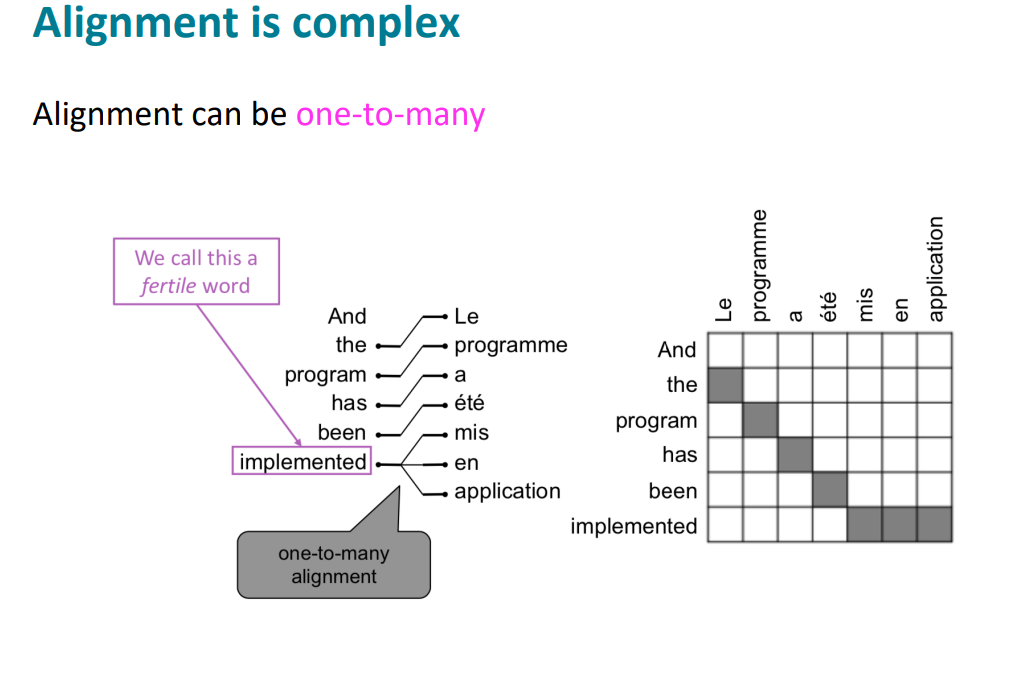 Alignment is complex
Alignment can be one-to-many
We call this a
fertile word
And
the
program
has
been
implemented
Le
programme
a
été
mis
en
application
one-to-many
alignment
Le
programme
a
été
mis
en
application
And
the
program
has
been
implemented